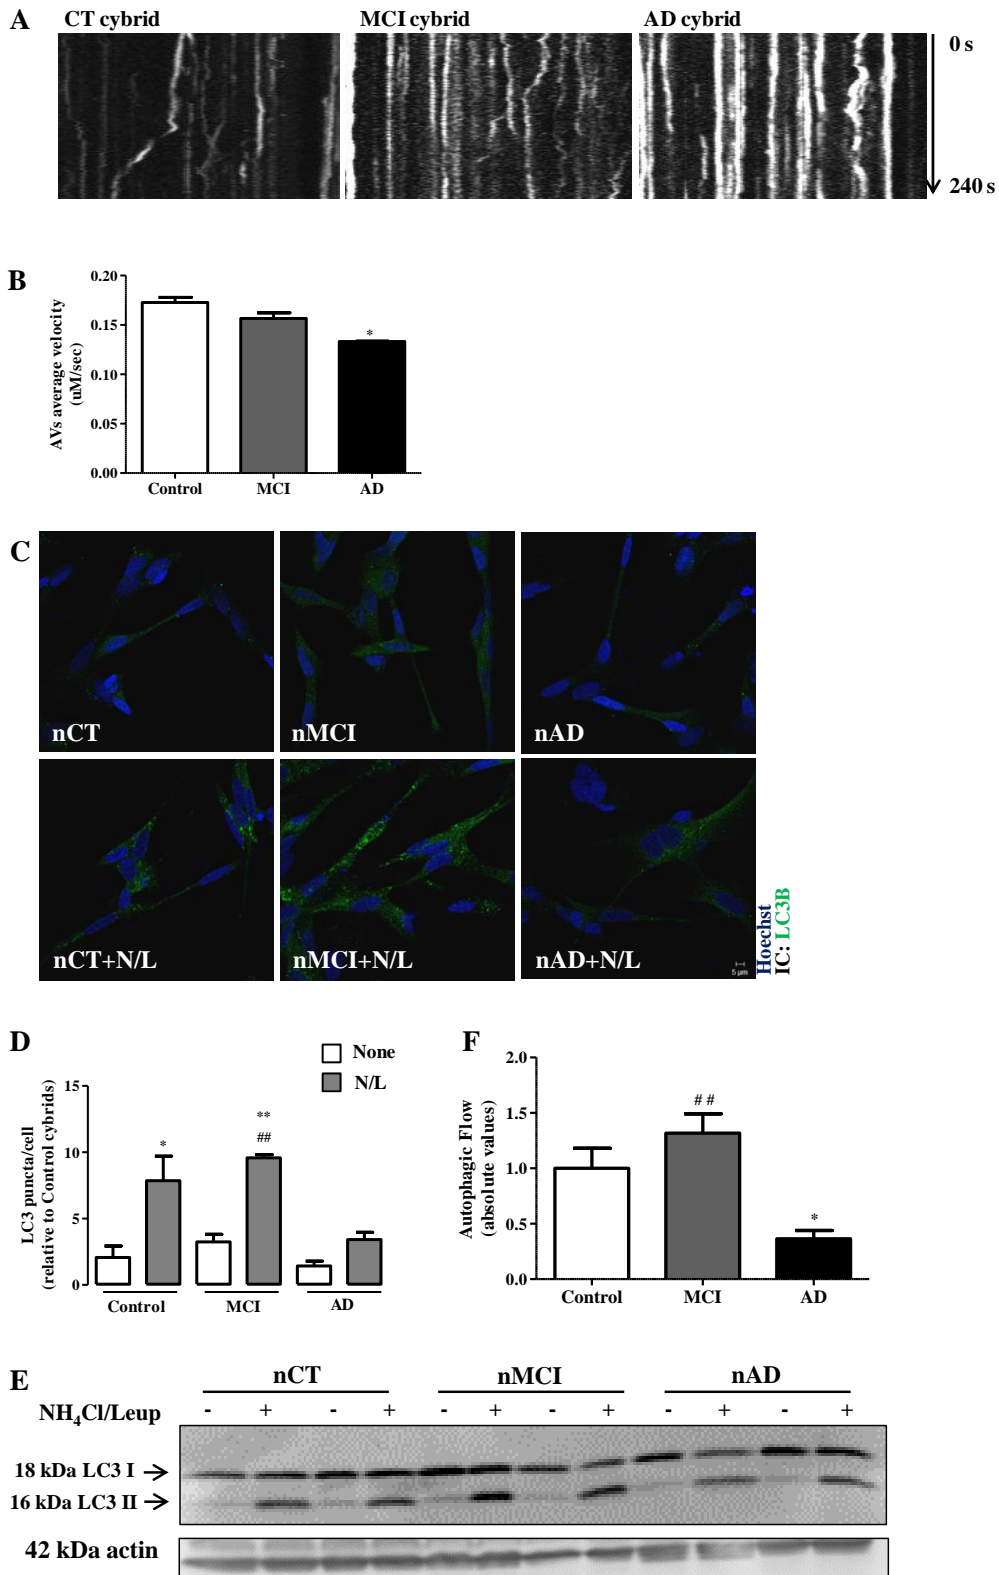 A
CT cybrid
MCI cybrid
AD cybrid
0 s
240 s
B
AVs average velocity
(uM/sec)
0.20
0.15
0.10
0.05
0.00
*
Control
MCI
AD
C
nCT
nMCI
nAD
nCT+N/L
nMCI+N/L
nAD+N/L
5 µm
Hoechst
IC: LC3B
D
None
N/L
LC3 puncta/cell
(relative to Control cybrids)
15
10
5
0
*
**
##
Control
MCI
AD
F
Autophagic Flow
(absolute values)
2.0
1.5
1.0
0.5
0.0
# #
*
Control
MCI
AD
E
nCT
nMCI
nAD
NH4Cl/Leup
- + - + - + - + - + - +
18 kDa LC3 I →
16 kDa LC3 II →
42 kDa actin